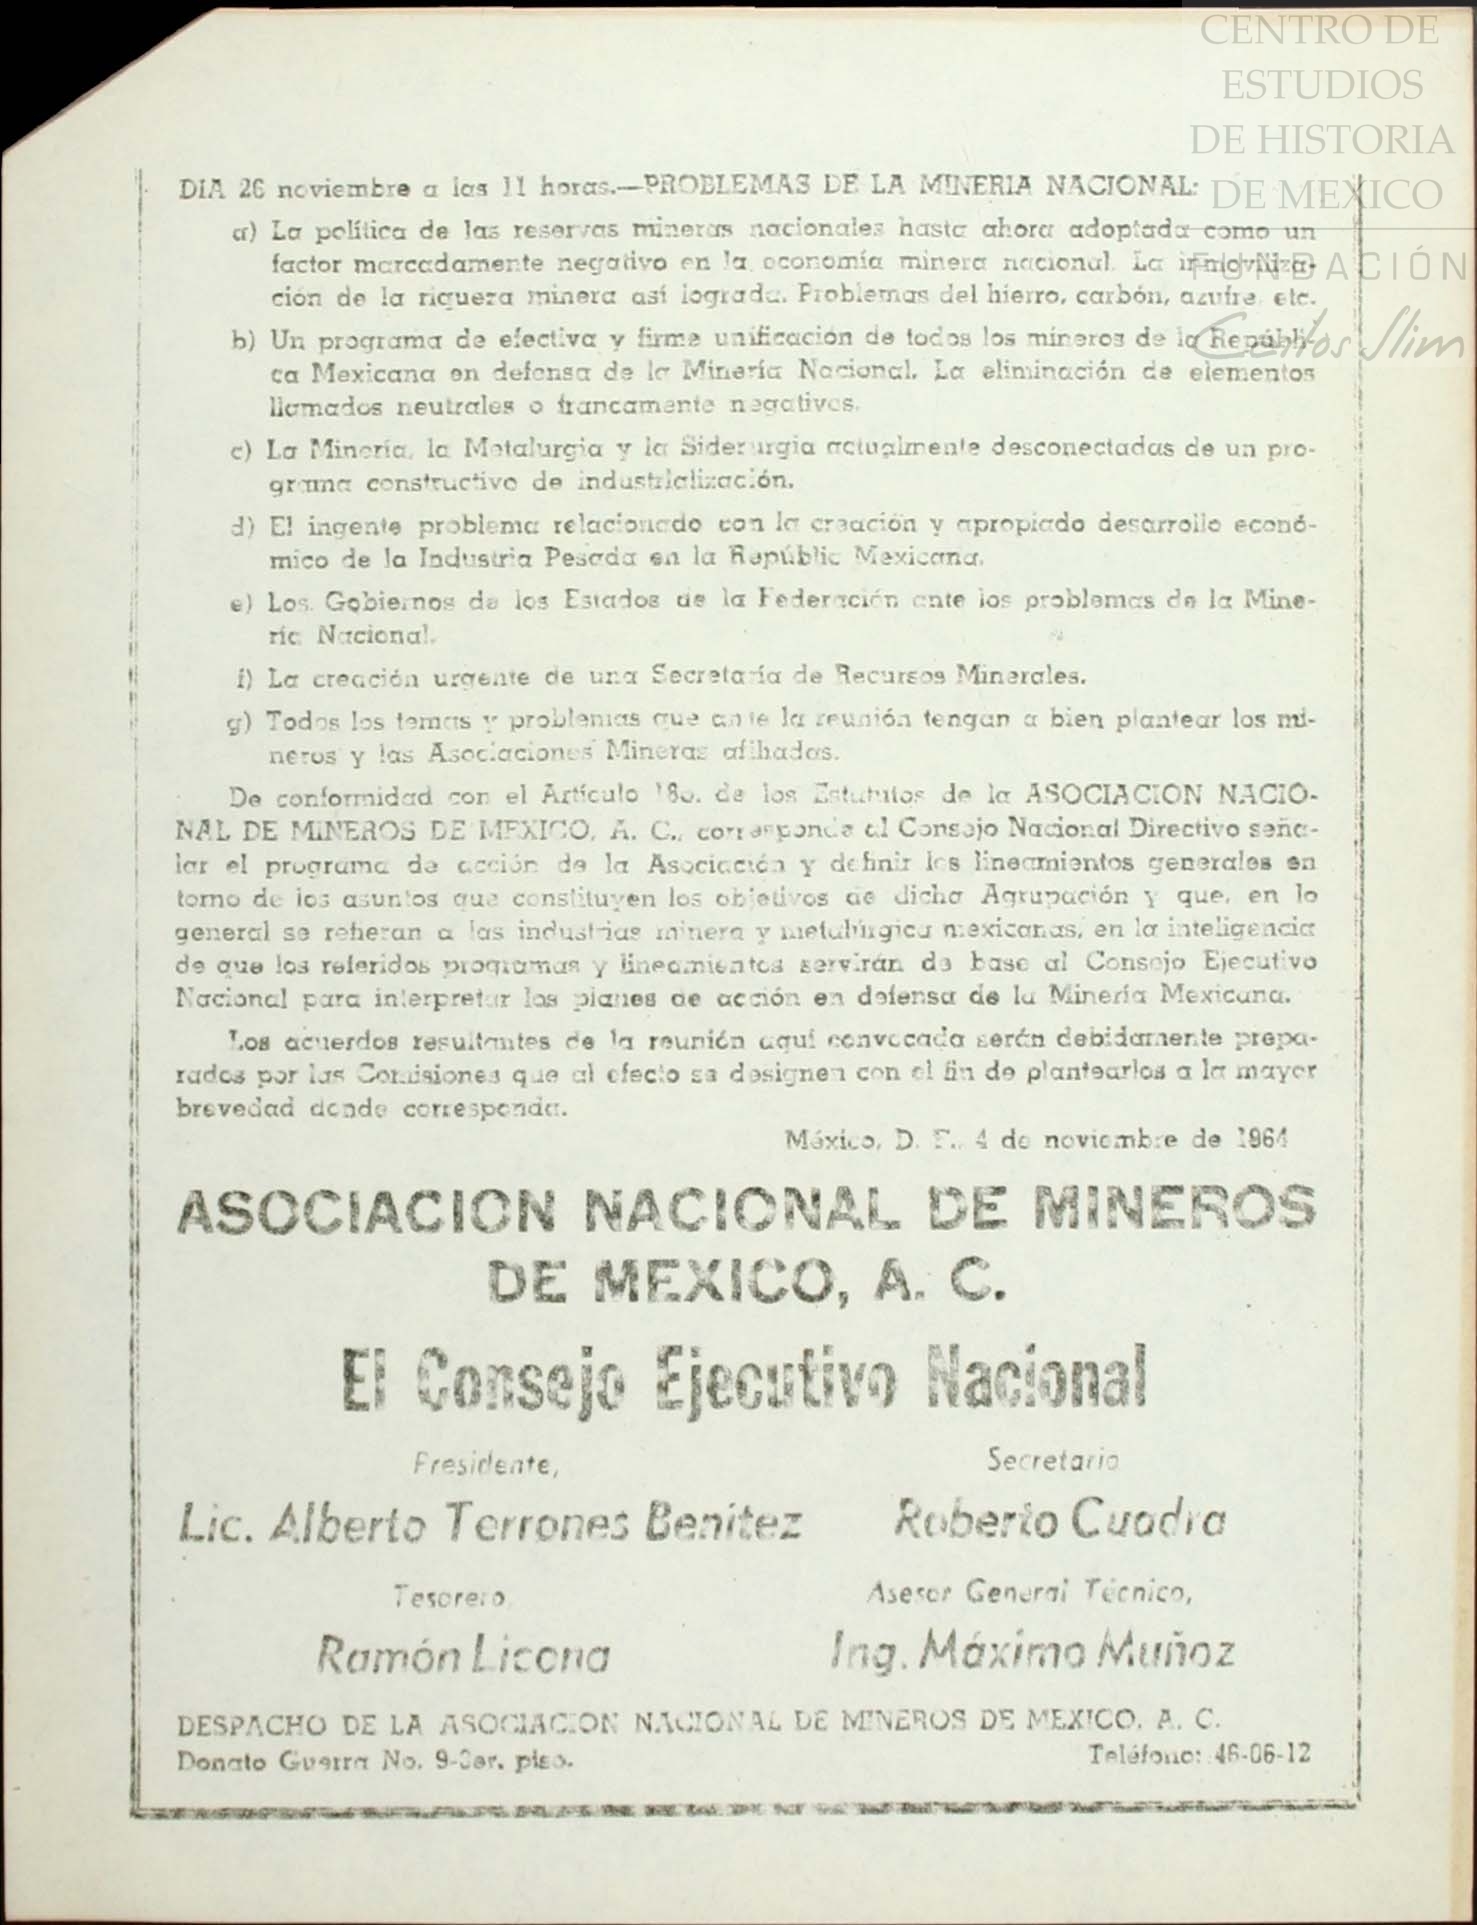 CENTRO DE
ESTUDIOS
DE HISTORIA
DE MEXICO
FUNDACIÓN
Carlos Slim
DIA 26 noviembre a las 11 horas.—PROBLEMAS DE LA MINERIA NACIONAL:
a) La política de las reservas mineras nacionales hasta ahora adoptada como un
factor marcadamente negativo en la economía minera nacional. La inmoviliza-
ción de la riqueza minera así lograda. Problemas del hierro, carbón, azufre, etc.
b) Un programa de efectiva y firme unificación de todos los mineros de la Repúbli-
ca Mexicana en defensa de la Minería Nacional. La eliminación de elementos
llamados neutrales o francamente negativos.
c) La Minería, la Metalurgia y la Siderurgia actualmente desconectadas de un pro-
grama constructivo de industrialización.
d) El ingente problema relacionado con la creación y apropiado desarrollo econó-
mico de la Industria Pesada en la Repúblic Mexicana.
e) Los Gobiernos de los Estados de la Federación ante los problemas de la Mine-
ría Nacional.
f) La creación urgente de una Secretaría de Recursos Minerales.
g) Todos los temas y problemas que ante la reunión tengan a bien plantear los mi-
neros y las Asociaciones Mineras afiliadas.
De conformidad con el Artículo 18o. de los Estatutos de la ASOCIACION NACIO-
NAL DE MINEROS DE MEXICO, A. C., corresponde al Consejo Nacional Directivo seña-
lar el programa de acción de la Asociación y definir los lineamientos generales en
torno de los asuntos que constituyen los objetivos de dicha Agrupación y que, en lo
general se refieran a las industrias minera y metalúrgica mexicanas, en la inteligencia
de que los referidos programas y lineamientos servirán de base al Consejo Ejecutivo
Nacional para interpretar los planes de acción en defensa de la Minería Mexicana.
Los acuerdos resultantes de la reunión aquí convocada serán debidamente prepa-
rados por las Comisiones que al efecto se designen con el fin de plantearlos a la mayor
brevedad donde corresponda.
México, D. F., 4 de noviembre de 1964
ASOCIACION NACIONAL DE MINEROS
DE MEXICO, A. C.
El Consejo Ejecutivo Nacional
Presidente,
Secretario
Lic. Alberto Terrones Benítez
Roberto Cuadra
Tesorero,
Asesor General Técnico,
Ramón Licona
Ing. Máximo Muñoz
DESPACHO DE LA ASOCIACION NACIONAL DE MINEROS DE MEXICO, A. C.
Donato Guerra No. 9-3er. piso.
Teléfono: 46-06-12